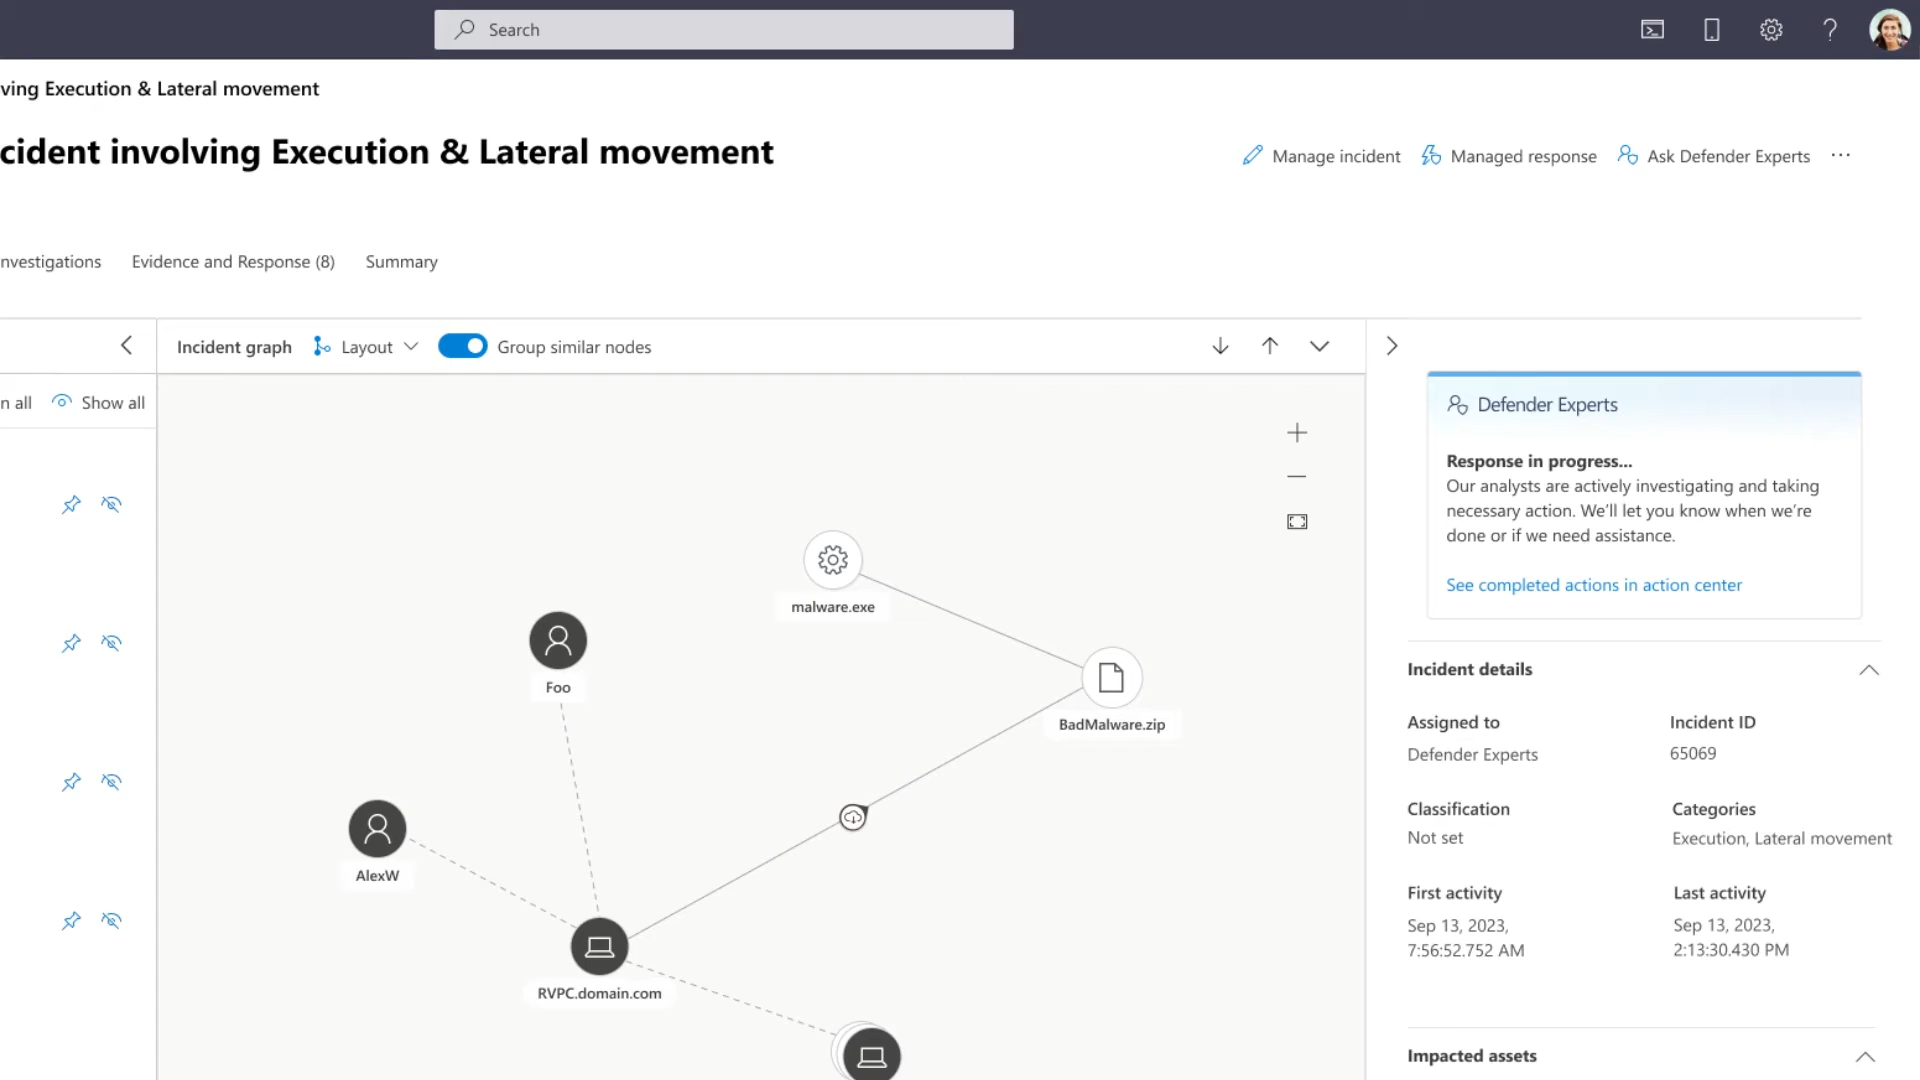 Search
ving Execution & Lateral movement
cident involving Execution & Lateral movement
Manage incident
Managed response
Ask Defender Experts
nvestigations
Evidence and Response (8)
Summary
Incident graph
Layout
Group similar nodes
n all
Show all
malware.exe
Foo
BadMalware.zip
AlexW
RVPC.domain.com
Defender Experts
Response in progress...
Our analysts are actively investigating and taking
necessary action. We'll let you know when we're
done or if we need assistance.
See completed actions in action center
Incident details
Assigned to
Defender Experts
Incident ID
65069
Classification
Not set
Categories
Execution, Lateral movement
First activity
Sep 13, 2023,
7:56:52.752 AM
Last activity
Sep 13, 2023,
2:13:30.430 PM
Impacted assets